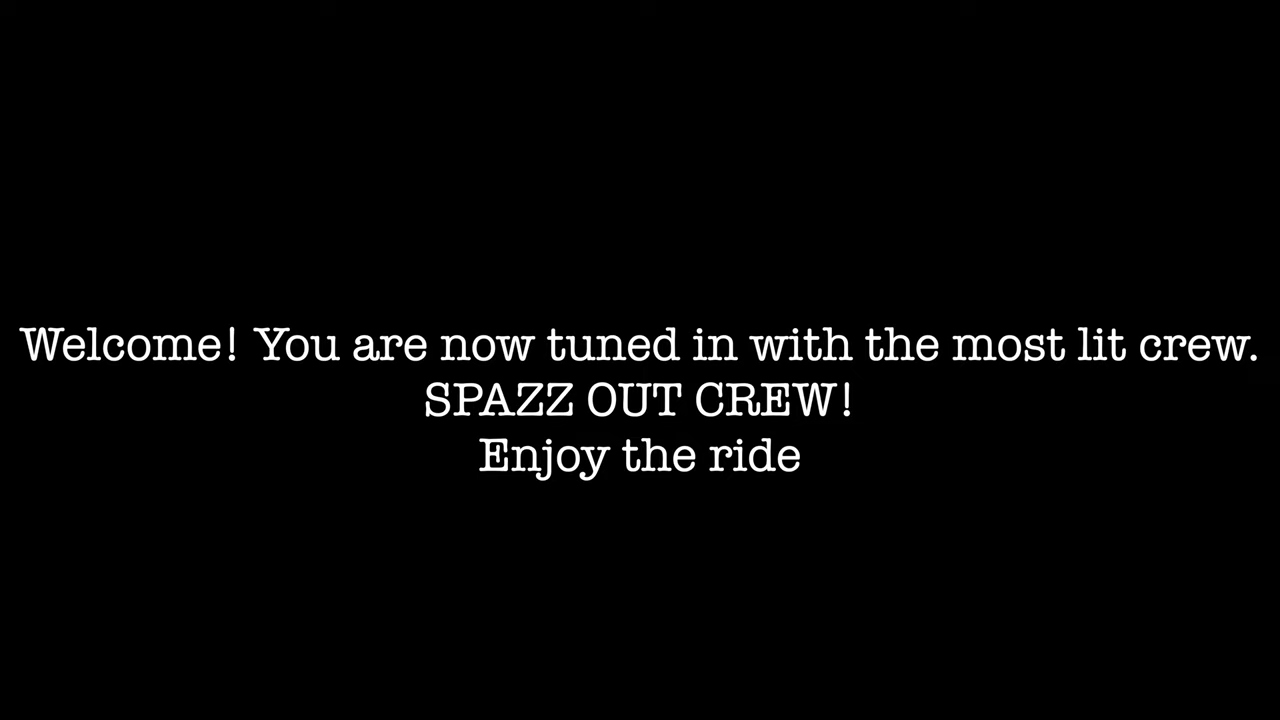 Welcome! You are now tuned in with the most lit crew.
SPAZZ OUT CREW!
Enjoy the ride